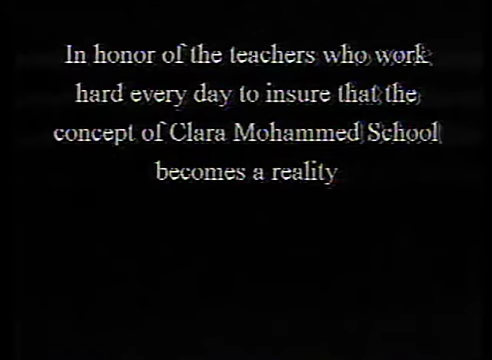 In honor of the teachers who work
hard every day to insure that the
concept of Clara Mohammed School
becomes a reality